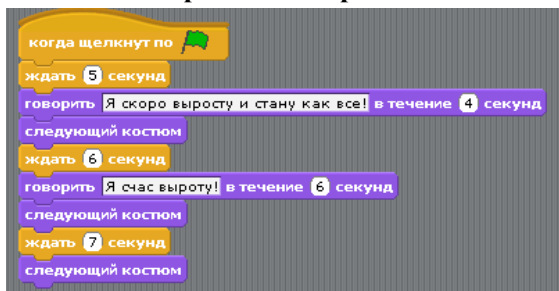 когда щелкнут по
ждать 5 секунд
говорить Я скоро выросту и стану как все! в течение 4 секунд
следующий костюм
ждать 6 секунд
говорить Я счас выроту! в течение 6 секунд
следующий костюм
ждать 7 секунд
следующий костюм